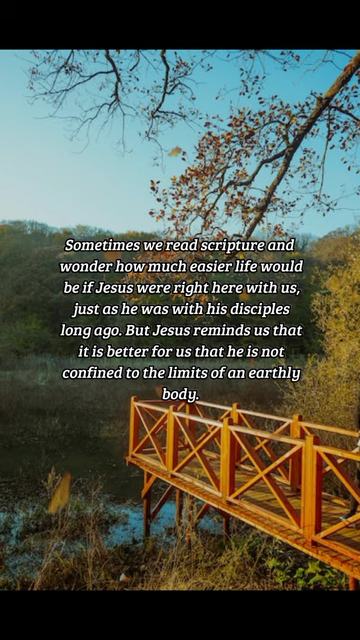 Sometimes we read scripture and
wonder how much easier life would
be if Jesus were right here with us,
just as he was with his disciples
long ago. But Jesus reminds us that
it is better for us that he is not
confined to the limits of an earthly
body.